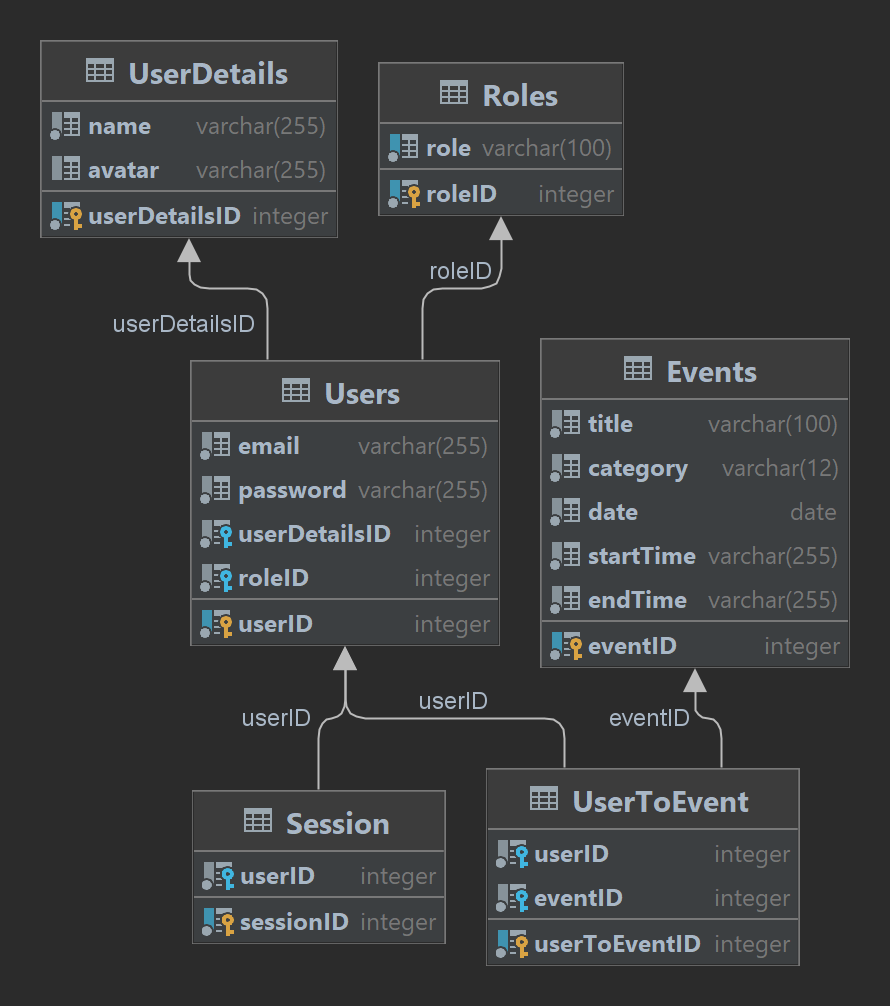 UserDetails
name varchar(255)
avatar varchar(255)
userDetailsID integer
Roles
role varchar(100)
roleID integer
userDetailsID
roleID
Users
email varchar(255)
password varchar(255)
userDetailsID integer
roleID integer
userID integer
Events
title varchar(100)
category varchar(12)
date date
startTime varchar(255)
endTime varchar(255)
eventID integer
userID
userID
eventID
Session
userID integer
sessionID integer
UserToEvent
userID integer
eventID integer
userToEventID integer